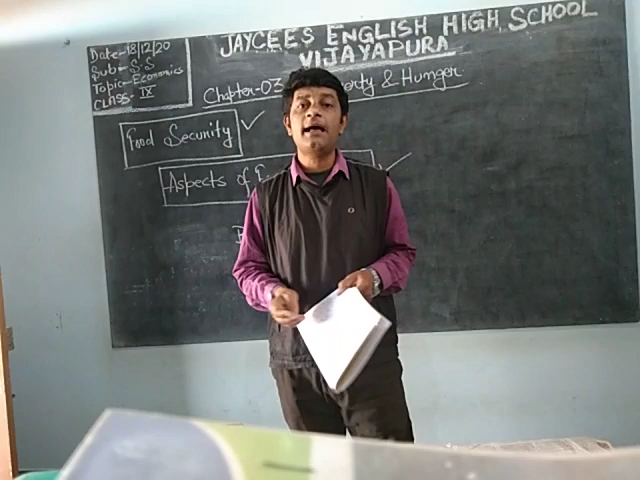 Date-18/12/20
Sub:- S.S
Topic-Economics
CLASS:- IX
JAYCEES ENGLISH HIGH SCHOOL
VIJAYAPURA
Chapter-03 & Hunger
Food Security
Aspects of